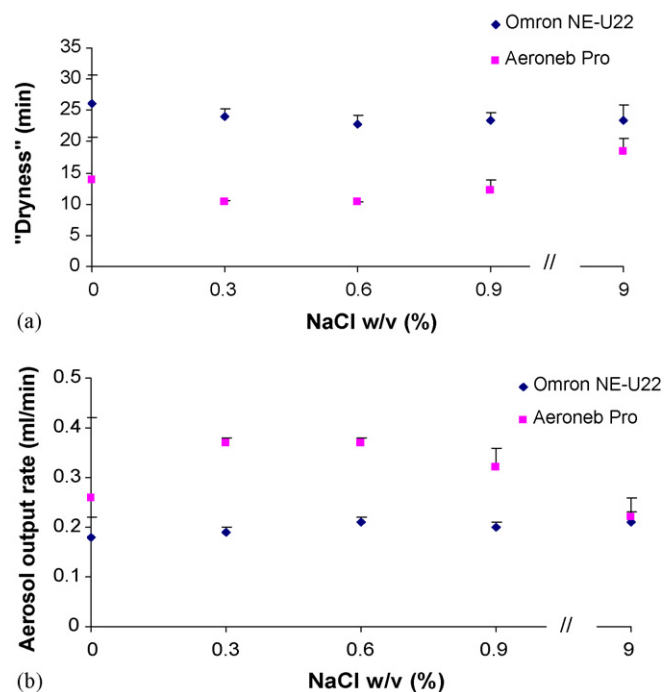 Omron NE-U22
Aeroneb Pro
"Dryness" (min)
35
30
25
20
15
10
5
0
0 0.3 0.6 0.9 // 9
(a)
NaCl w/v (%)
Omron NE-U22
Aeroneb Pro
Aerosol output rate (ml/min)
0.5
0.4
0.3
0.2
0.1
0
0 0.3 0.6 0.9 // 9
(b)
NaCl w/v (%)